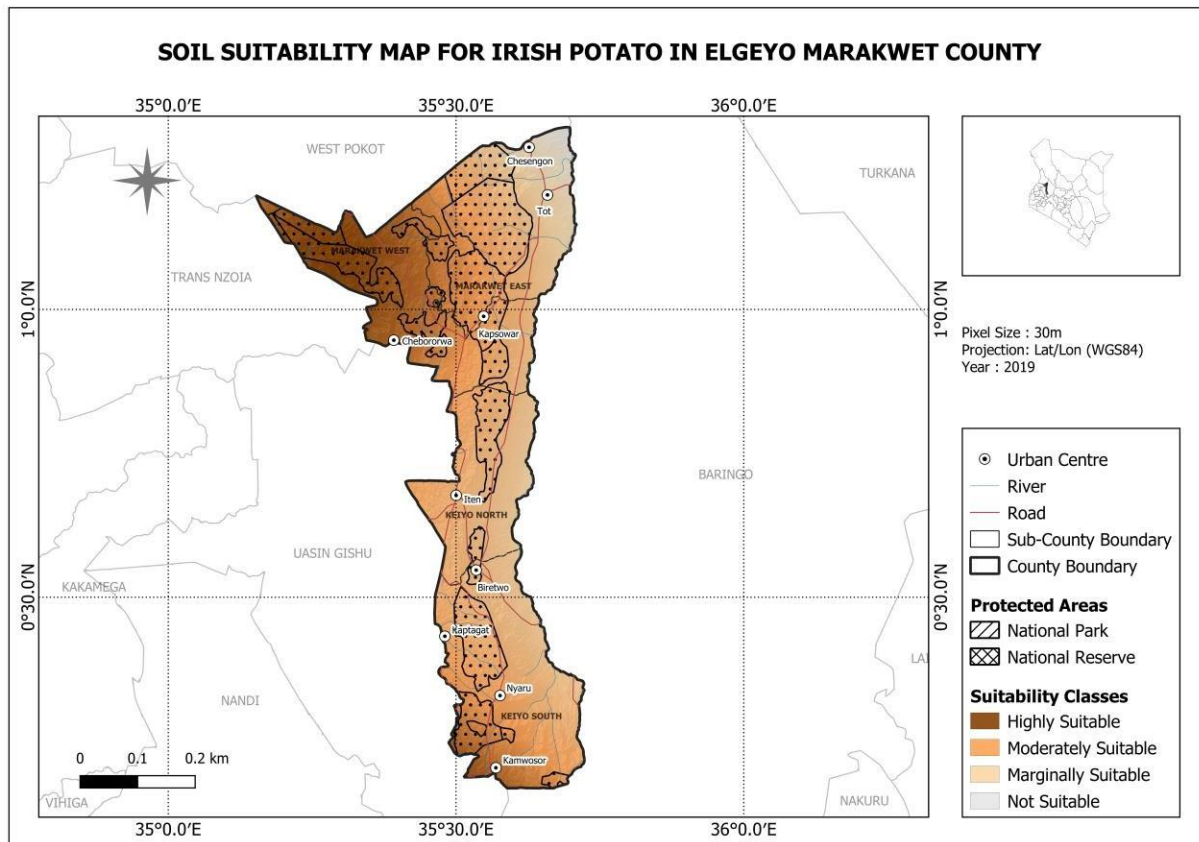 SOIL SUITABILITY MAP FOR IRISH POTATO IN ELGEYO MARAKWET COUNTY
35°0.0'E
35°30.0'E
36°0.0'E
WEST POKOT
TURKANA
Chesengon
Tot
MARAKWET WEST
TRANS NZOIA
MARAKWET EAST
1°0.0'N
1°0.0'N
Kapsowar
Chebororwa
Pixel Size : 30m
Projection: Lat/Lon (WGS84)
Year : 2019
BARINGO
Iten
KEIYO NORTH
UASIN GISHU
KAKAMEGA
Biretwo
0°30.0'N
0°30.0'N
Kaptagat
LAI
NANDI
Nyaru
KEIYO SOUTH
Kamwosor
0 0.1 0.2 km
VIHIGA
NAKURU
35°0.0'E
35°30.0'E
36°0.0'E
Urban Centre
River
Road
Sub-County Boundary
County Boundary
Protected Areas
National Park
National Reserve
Suitability Classes
Highly Suitable
Moderately Suitable
Marginally Suitable
Not Suitable